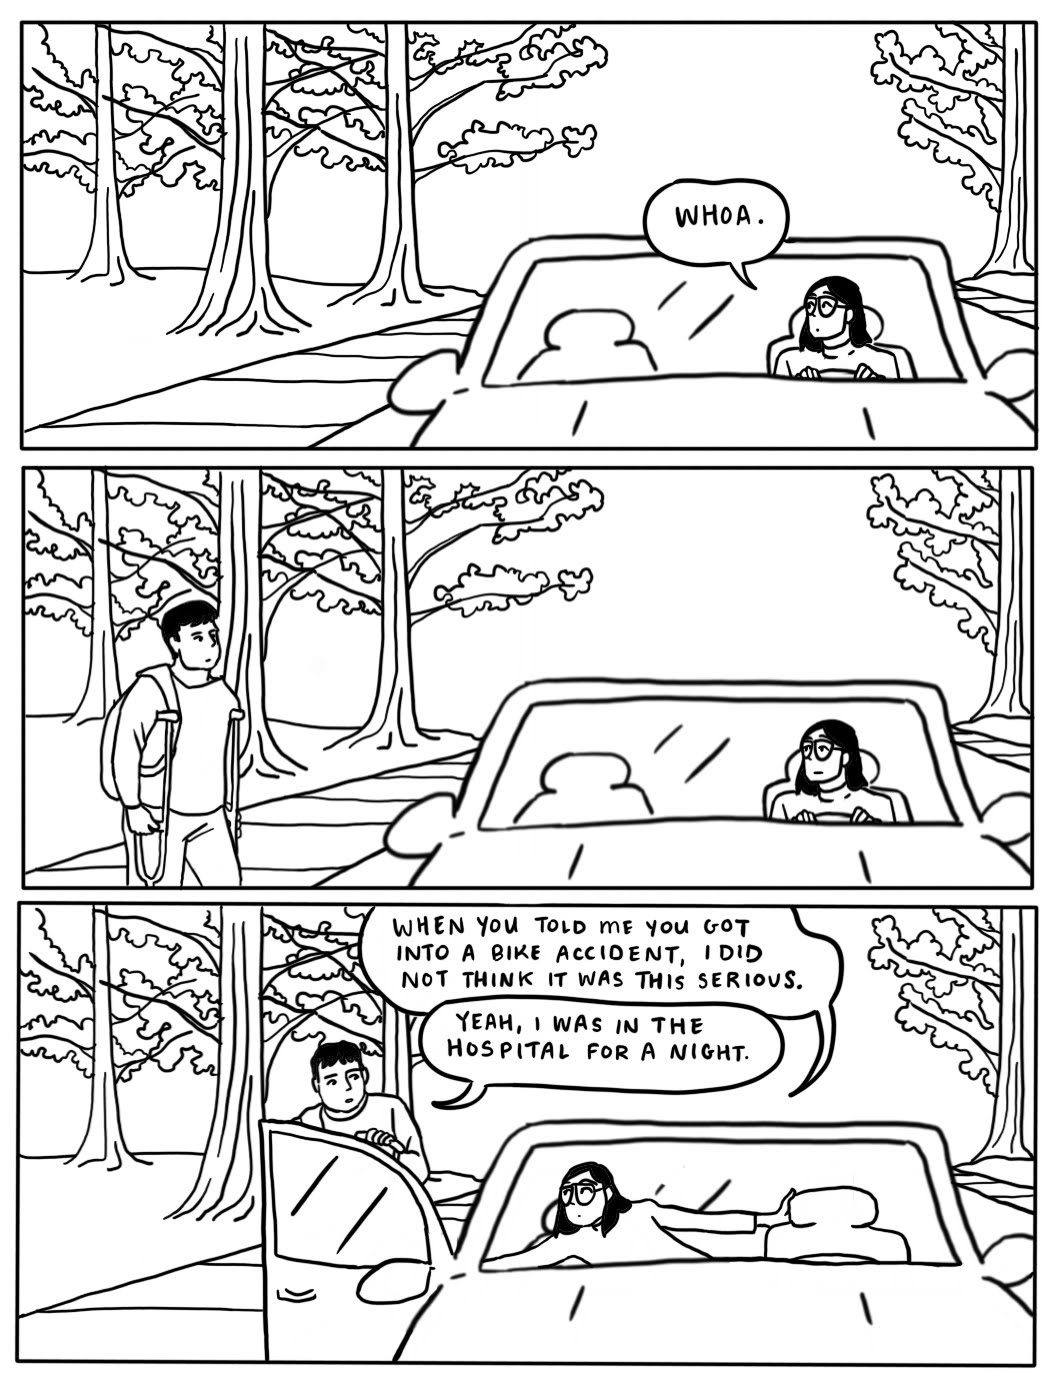 WHOA.
WHEN YOU TOLD ME YOU GOT
INTO A BIKE ACCIDENT, I DID
NOT THINK IT WAS THIS SERIOUS.
YEAH, I WAS IN THE
HOSPITAL FOR A NIGHT.